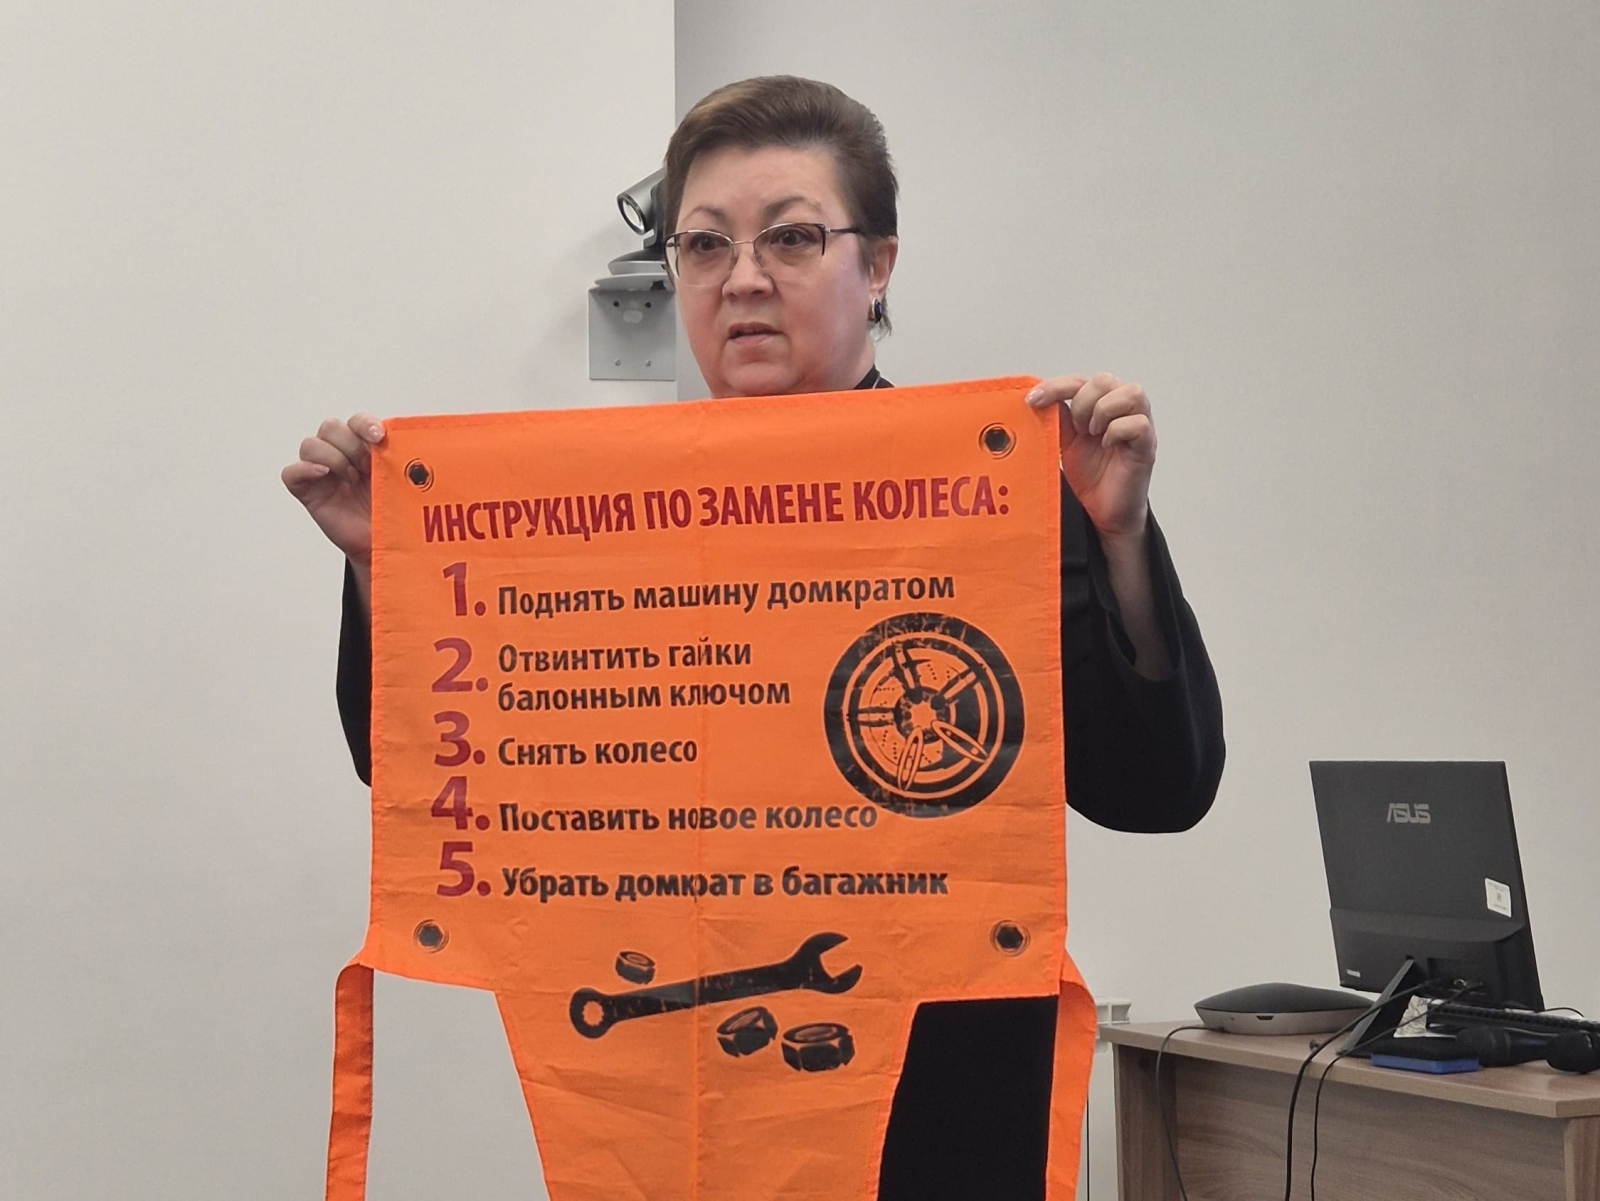 ИНСТРУКЦИЯ ПО ЗАМЕНЕ КОЛЕСА:
1. Поднять машину домкратом
2. Отвинтить гайки
балонным ключом
3. Снять колесо
4. Поставить новое колесо
5. Убрать домкрат в багажник
ASUS